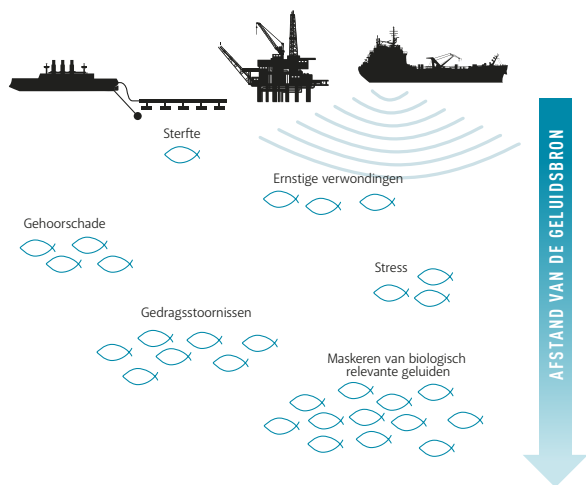 Sterfte
Ernstige verwondingen
Gehoorschade
Stress
Gedragsstoornissen
Maskeren van biologisch
relevante geluiden
AFSTAND VAN DE GELUIDSBRON